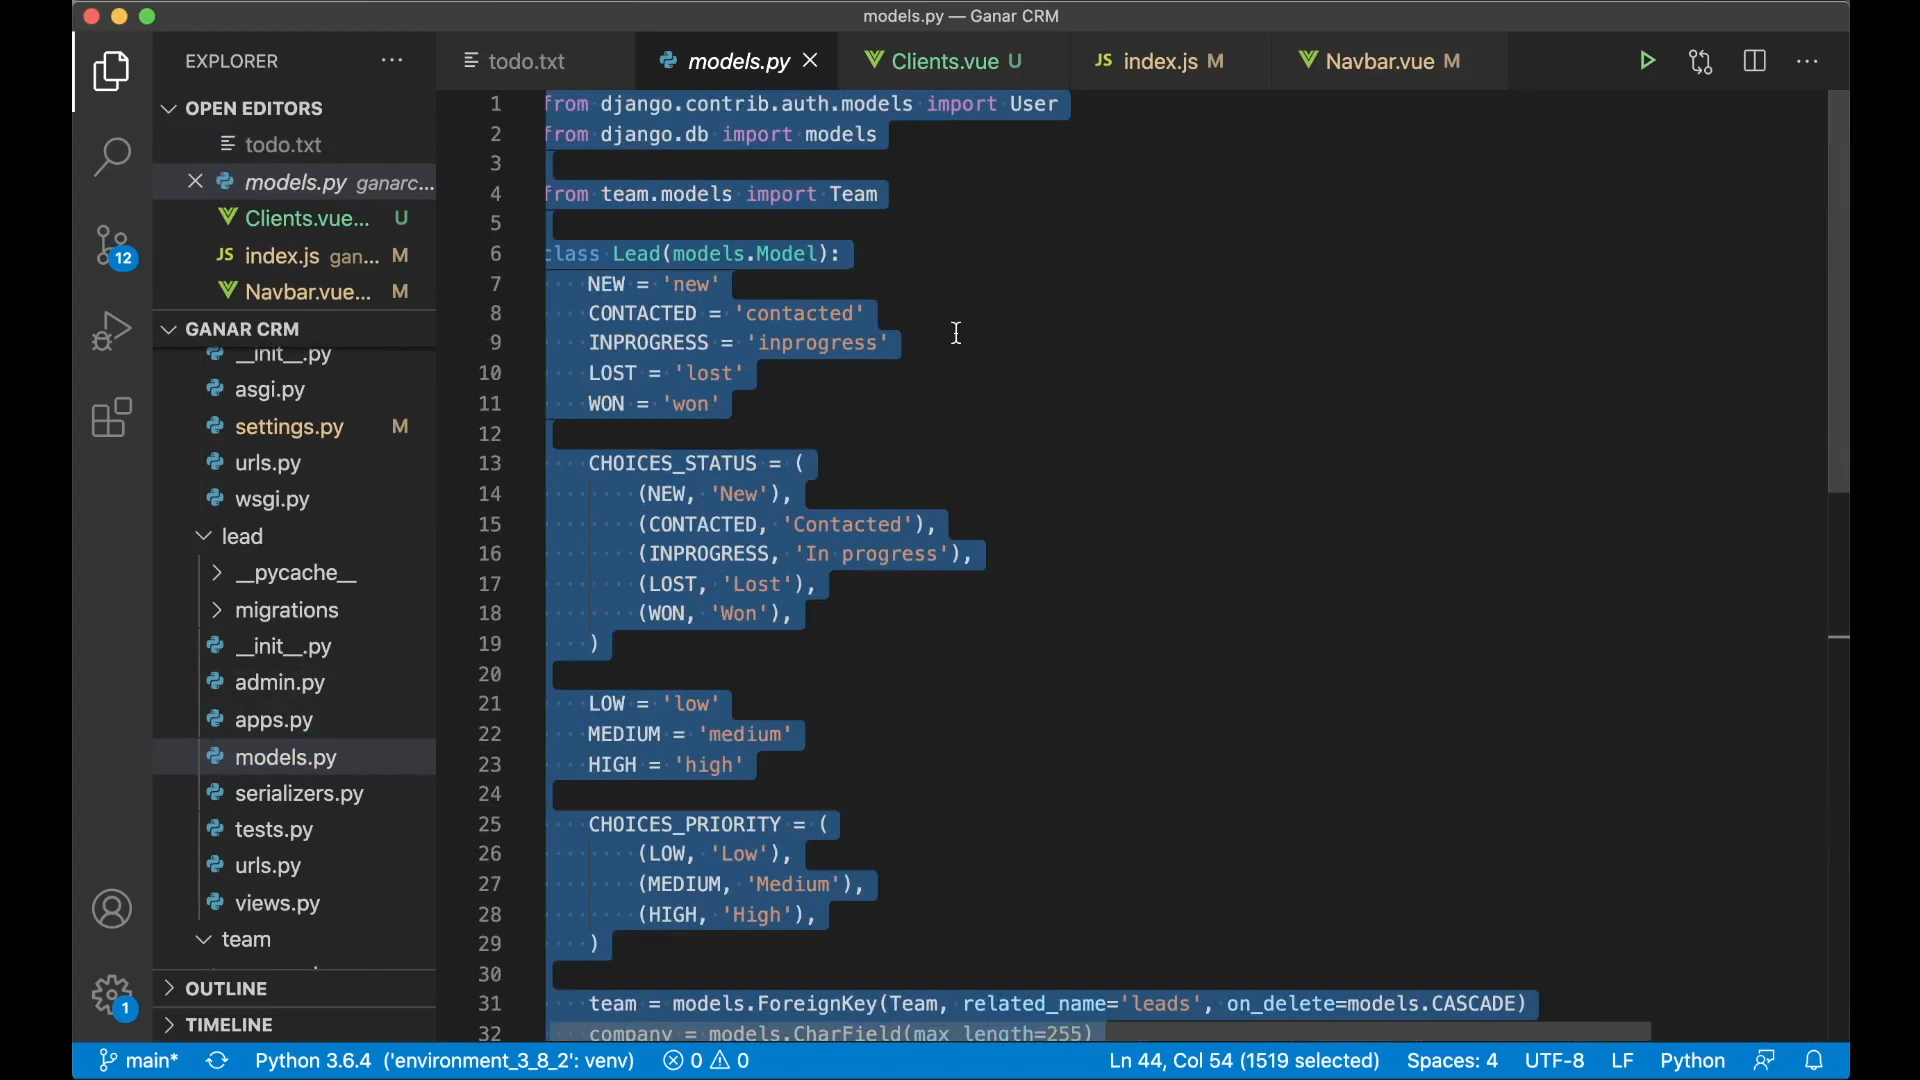 models.py — Ganar CRM
EXPLORER
todo.txt
models.py
Clients.vue U
index.js M
Navbar.vue M
OPEN EDITORS
todo.txt
models.py ganarc...
Clients.vue... U
index.js gan... M
Navbar.vue... M
GANAR CRM
__init__.py
asgi.py
settings.py M
urls.py
wsgi.py
lead
__pycache__
migrations
__init__.py
admin.py
apps.py
models.py
serializers.py
tests.py
urls.py
views.py
team
OUTLINE
TIMELINE
12
1
1 from django.contrib.auth.models import User
2 from django.db import models
3
4 from team.models import Team
5
6 class Lead(models.Model):
7 NEW = 'new'
8 CONTACTED = 'contacted'
9 INPROGRESS = 'inprogress'
10 LOST = 'lost'
11 WON = 'won'
12
13 CHOICES_STATUS = (
14 (NEW, 'New'),
15 (CONTACTED, 'Contacted'),
16 (INPROGRESS, 'In progress'),
17 (LOST, 'Lost'),
18 (WON, 'Won'),
19 )
20
21 LOW = 'low'
22 MEDIUM = 'medium'
23 HIGH = 'high'
24
25 CHOICES_PRIORITY = (
26 (LOW, 'Low'),
27 (MEDIUM, 'Medium'),
28 (HIGH, 'High'),
29 )
30
31 team = models.ForeignKey(Team, related_name='leads', on_delete=models.CASCADE)
32 company = models.CharField(max_length=255)
main* Python 3.6.4 ('environment_3_8_2': venv) 0 0 Ln 44, Col 54 (1519 selected) Spaces: 4 UTF-8 LF Python